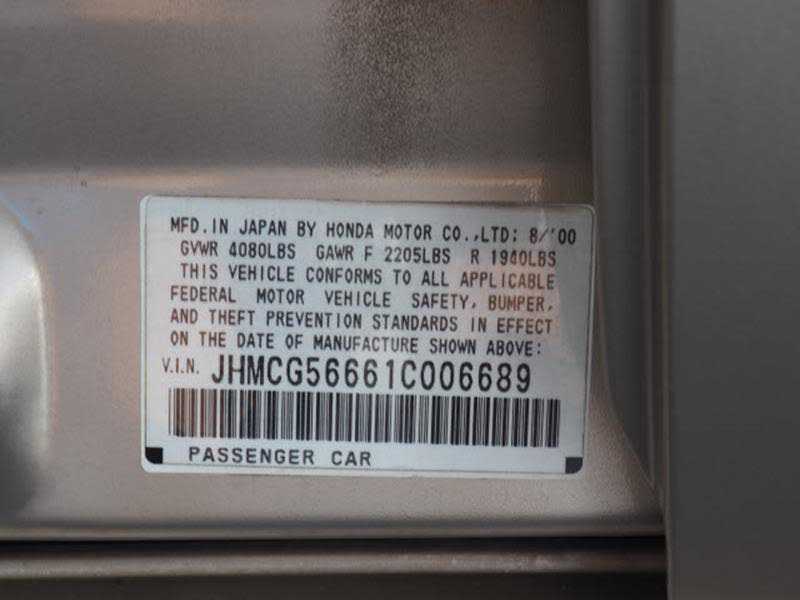 MFD.IN JAPAN BY HONDA MOTOR CO.,LTD: 8/'00
GVWR 4080LBS GAWR F 2205LBS R 1940LBS
THIS VEHICLE CONFORMS TO ALL APPLICABLE
FEDERAL MOTOR VEHICLE SAFETY, BUMPER,
AND THEFT PREVENTION STANDARDS IN EFFECT
ON THE DATE OF MANUFACTURE SHOWN ABOVE:
V.I.N. JHMCG56661C006689
PASSENGER CAR